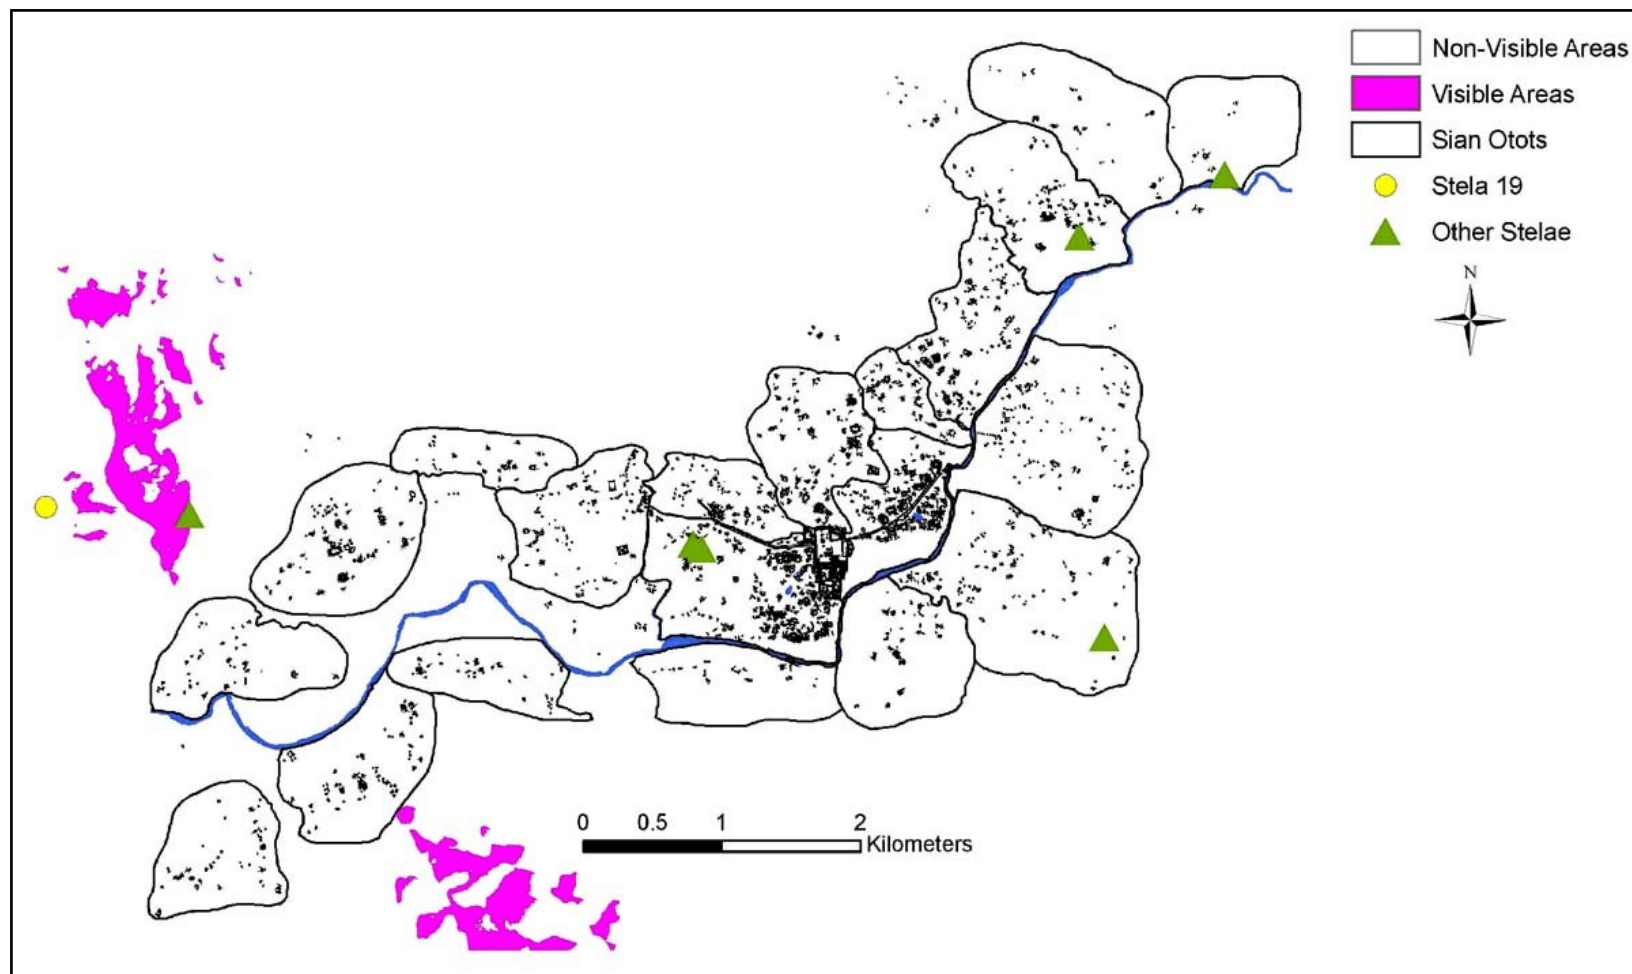 Non-Visible Areas
Visible Areas
Sian Otots
Stela 19
Other Stelae
N
0 0.5 1 2
Kilometers